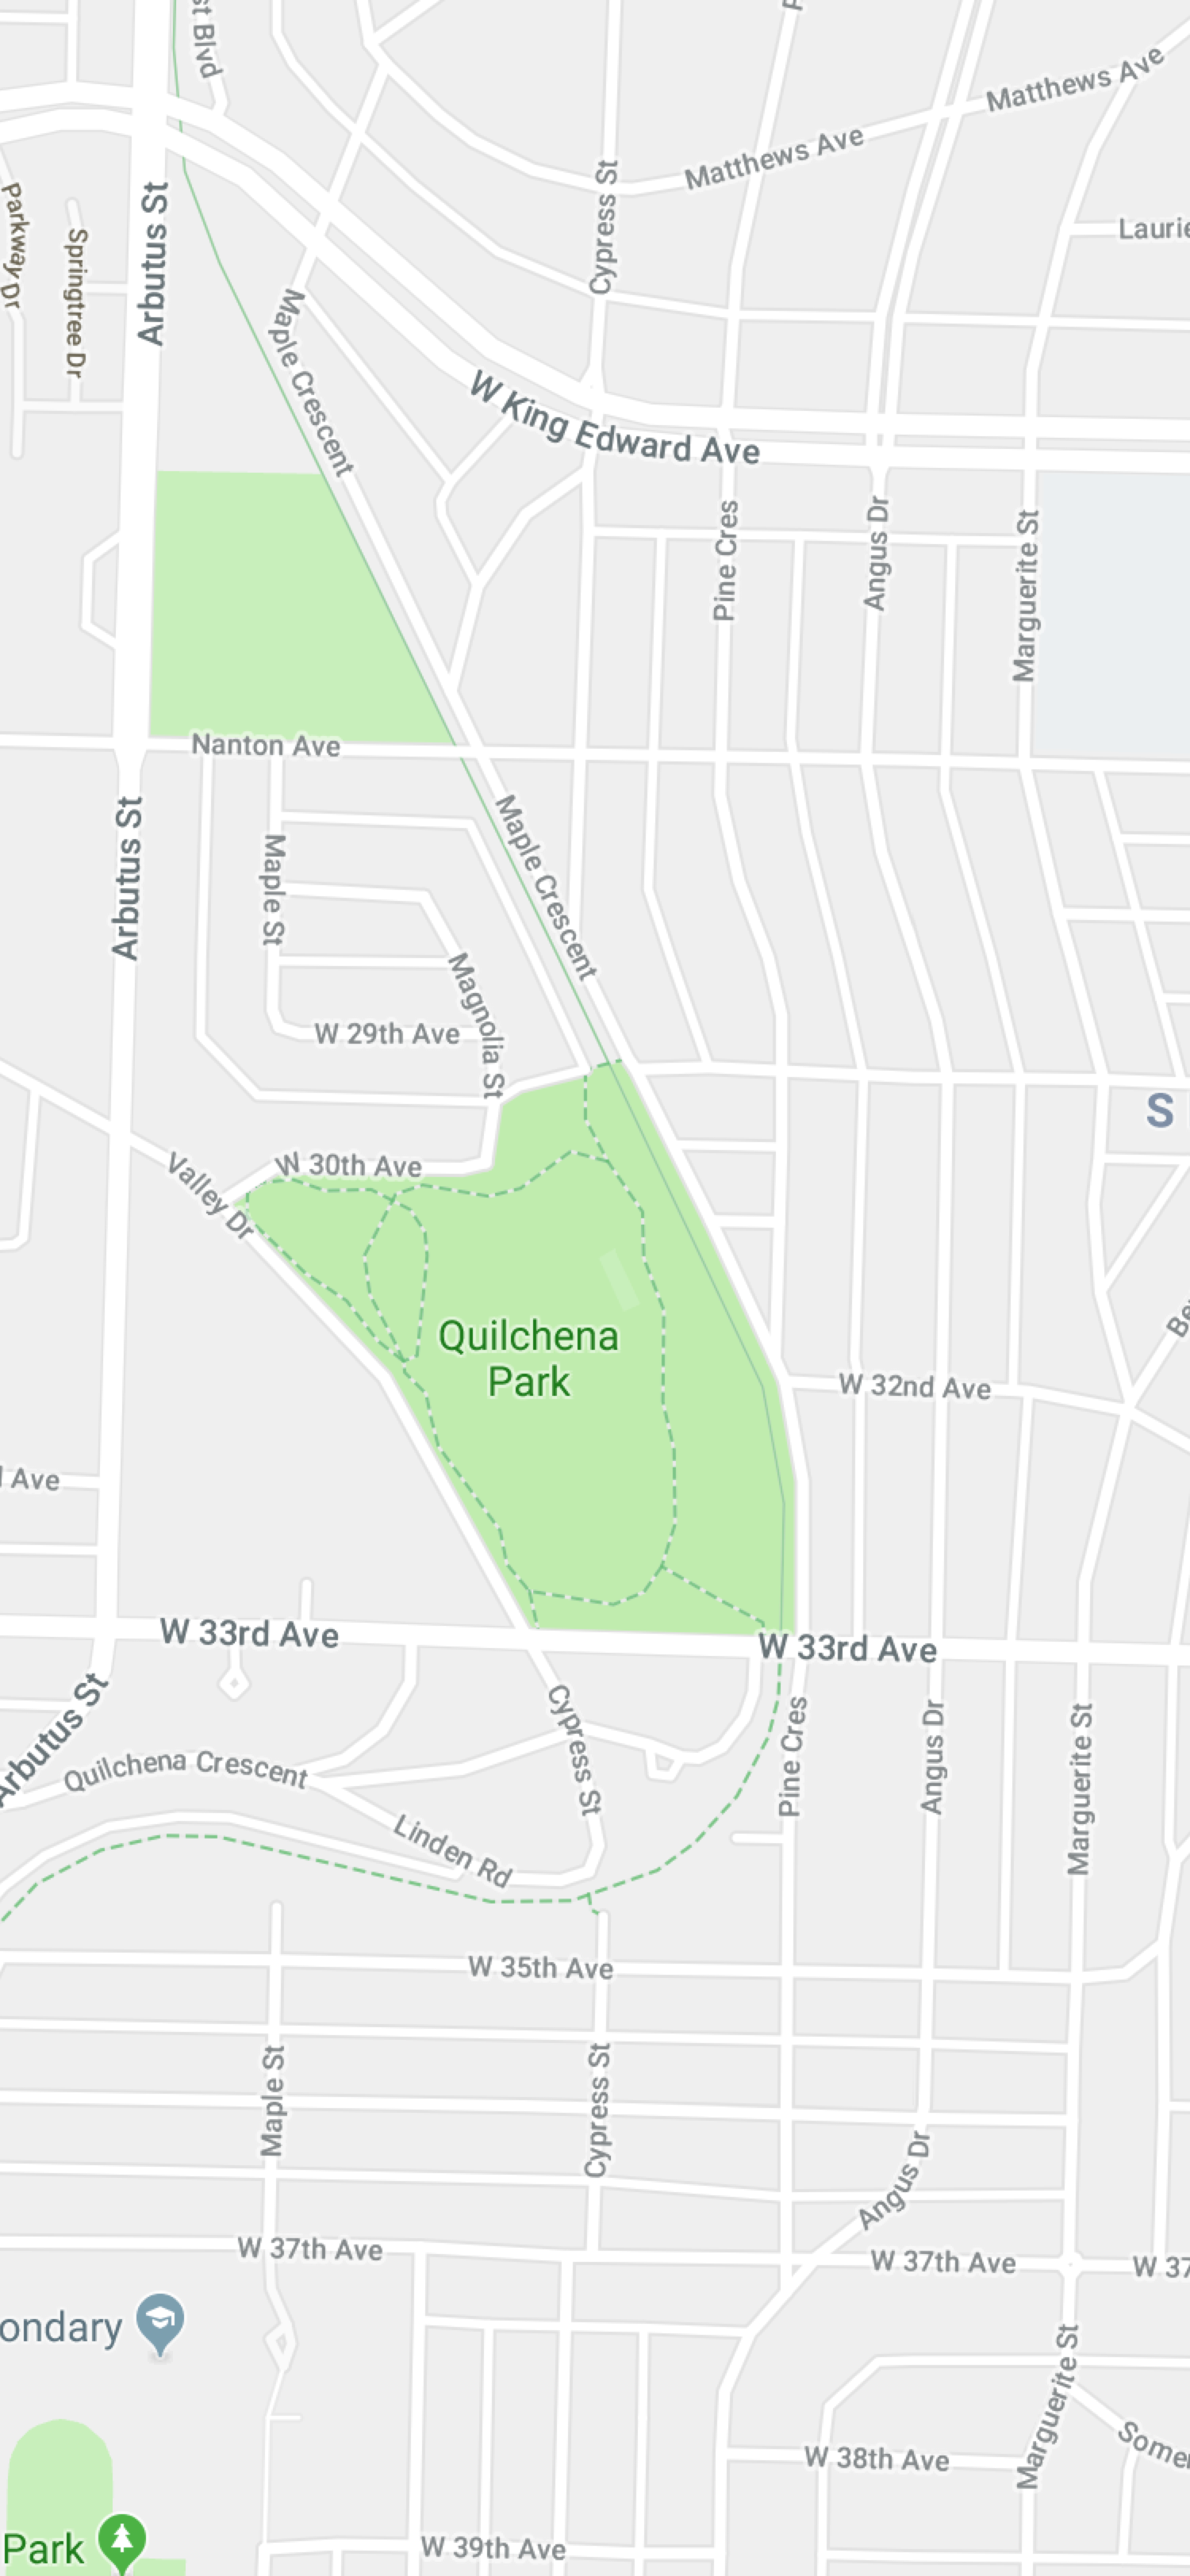 st Blvd
Matthews Ave
Matthews Ave
Parkway Dr
Springtree Dr
Arbutus St
Cypress St
Laurie
Maple Crescent
W King Edward Ave
Pine Cres
Angus Dr
Marguerite St
Nanton Ave
Arbutus St
Maple St
Maple Crescent
Magnolia St
W 29th Ave
S
W 30th Ave
Valley Dr
Quilchena
Park
Be
W 32nd Ave
Ave
W 33rd Ave
W 33rd Ave
Arbutus St
Cypress St
Pine Cres
Angus Dr
Marguerite St
Quilchena Crescent
Linden Rd
W 35th Ave
Maple St
Cypress St
Angus Dr
W 37th Ave
W 37th Ave
W 37
ondary
Marguerite St
W 38th Ave
Somer
Park
W 39th Ave